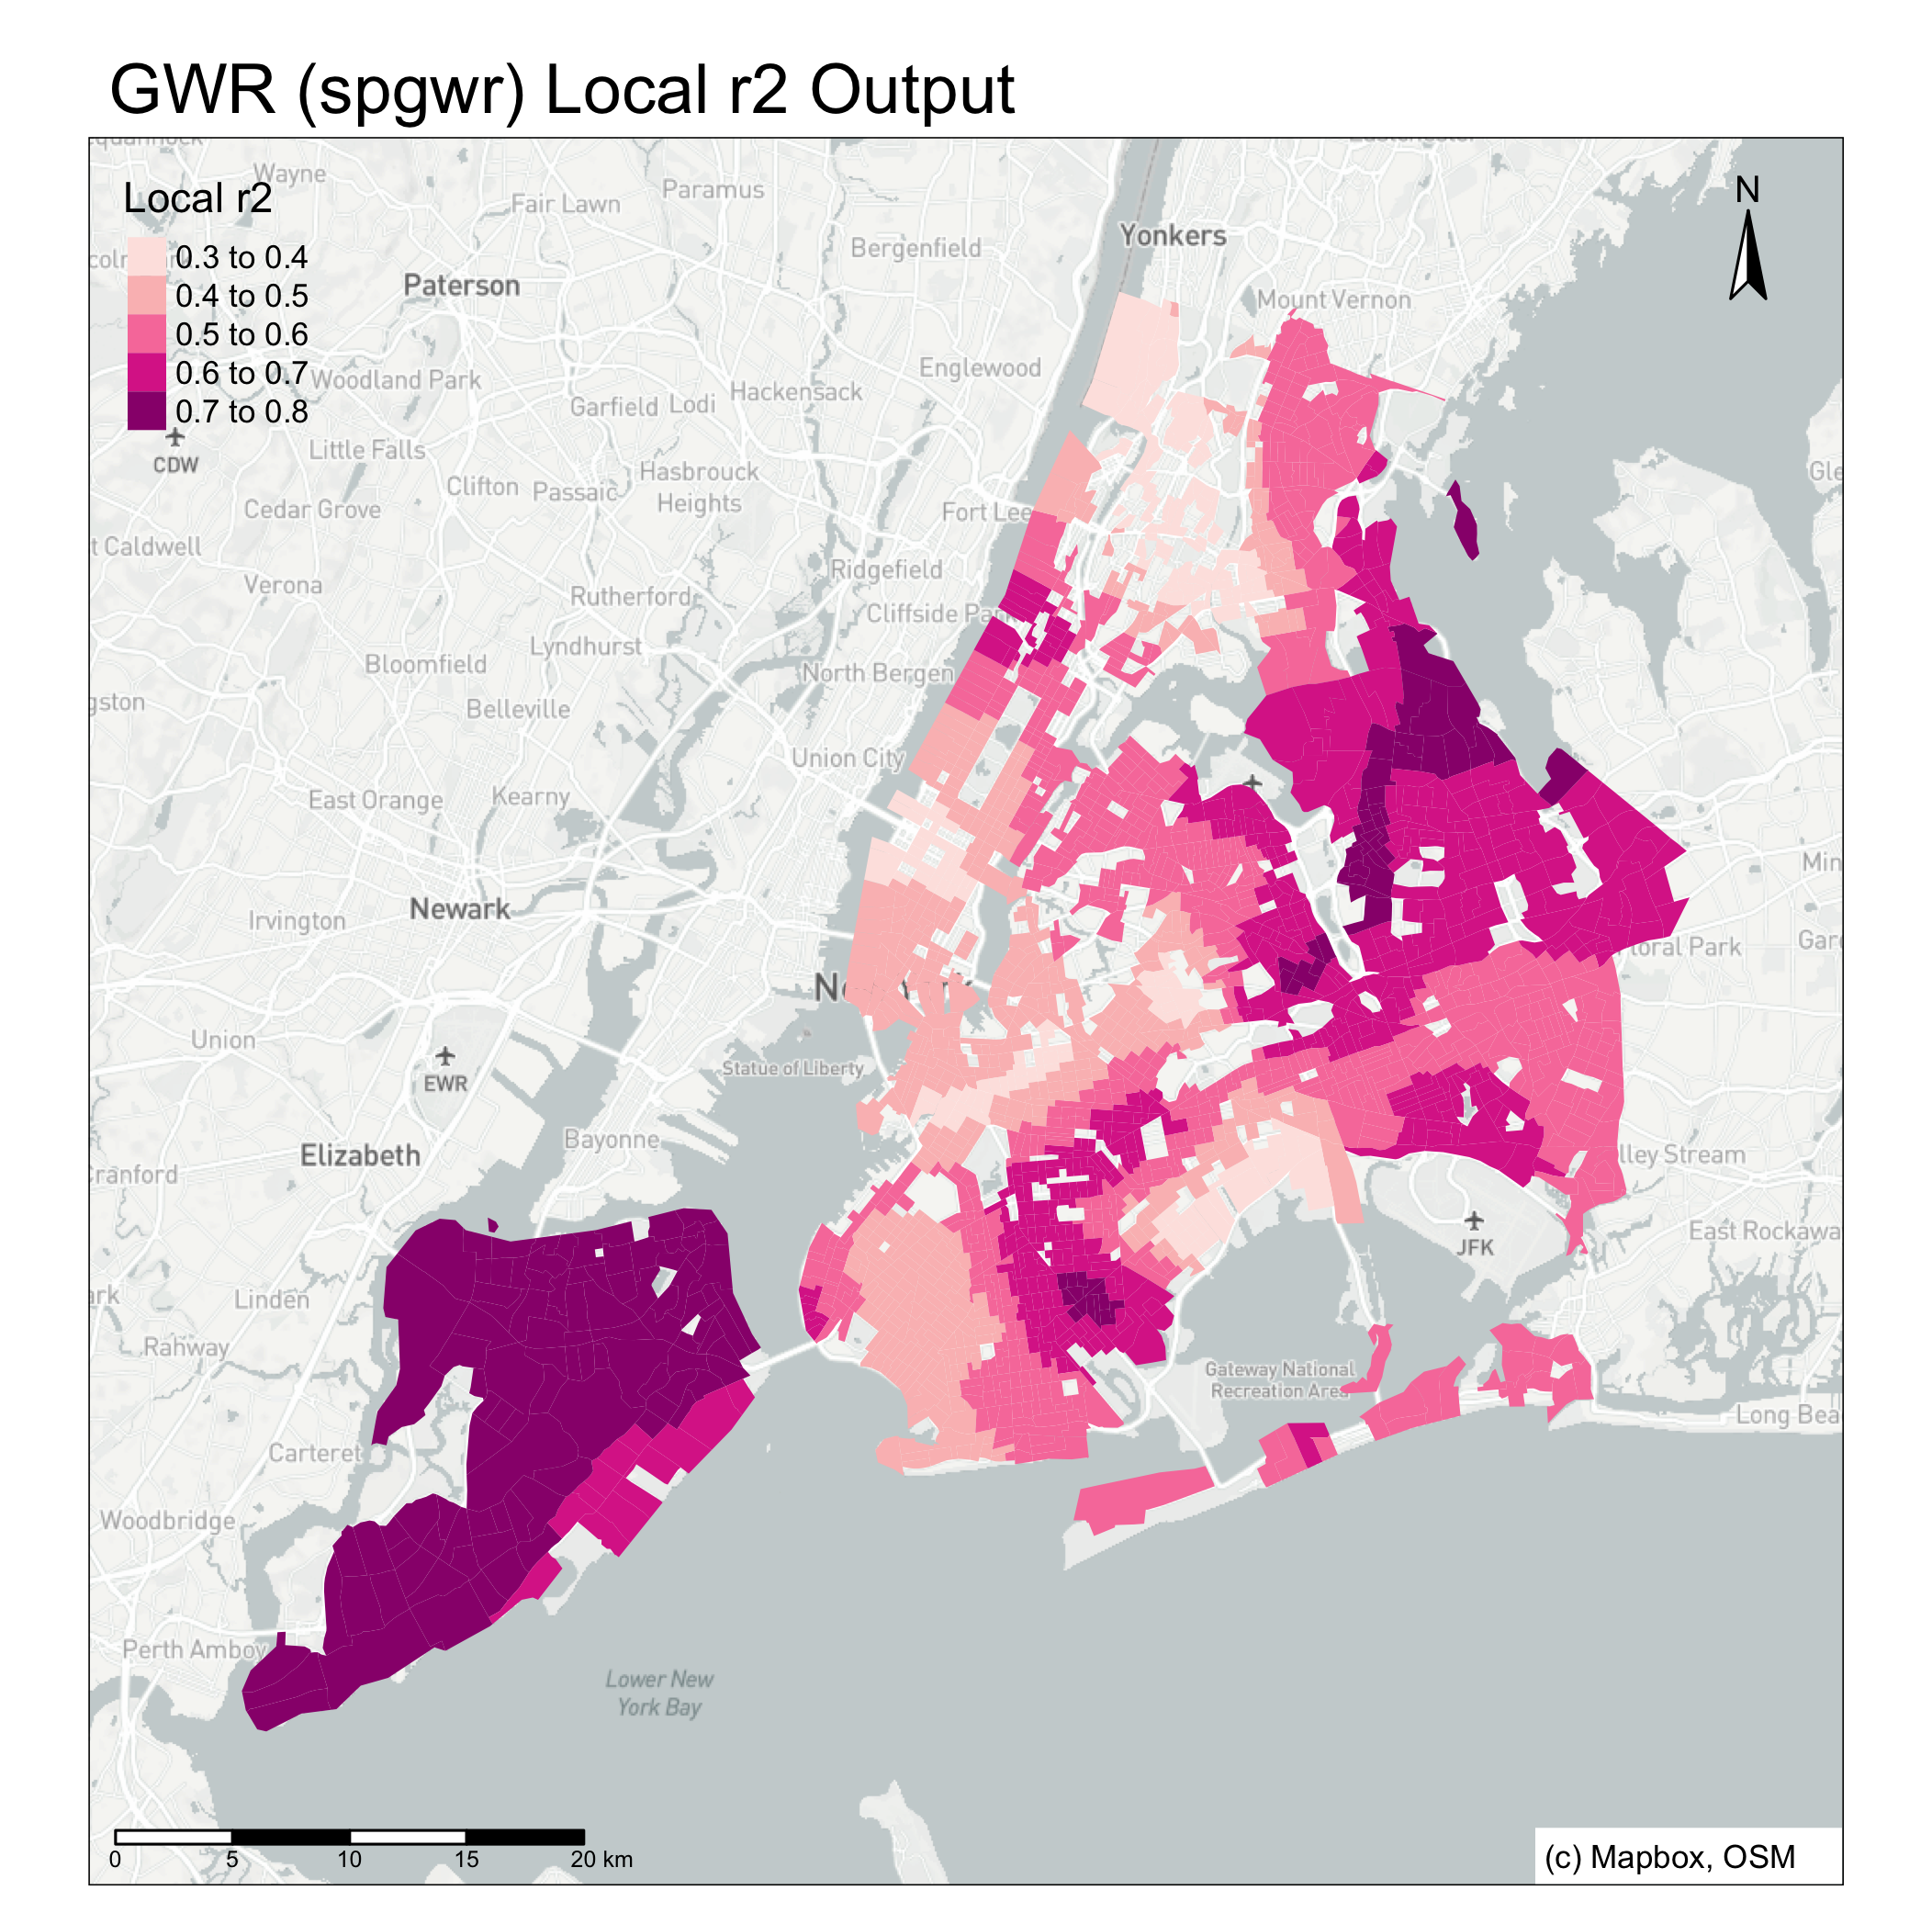 GWR (spgwr) Local r2 Output
Wayne
Paramus
Fair Lawn
Local r2
N
Yonkers
Bergenfield
0.3 to 0.4
Paterson
0.4 to 0.5
Mount Vernon
0.5 to 0.6
Englewood
0.6 to 0.7
Woodland Park
Hackensack
Garfield
Lodi
0.7 to 0.8
Little Falls
CDW
Hasbrouck
Heights
Clifton
Passaic
Cedar Grove
Fort Lee
t Caldwell
Ridgefield
Verona
Rutherford
Cliffside Par
Lyndhurst
Bloomfield
North Bergen
gston
Belleville
Union City
East Orange
Kearny
Min
Newark
Irvington
loral Park
Gar
Gle
Union
Statue of Liberty
EWR
Bayonne
Elizabeth
lley Stream
Cranford
East Rockawa
JFK
ark
Linden
Rahway
Gateway National
Recreation Area
Long Bea
Carteret
Woodbridge
Perth Amboy
Lower New
York Bay
0 5 10 15 20 km
(c) Mapbox, OSM